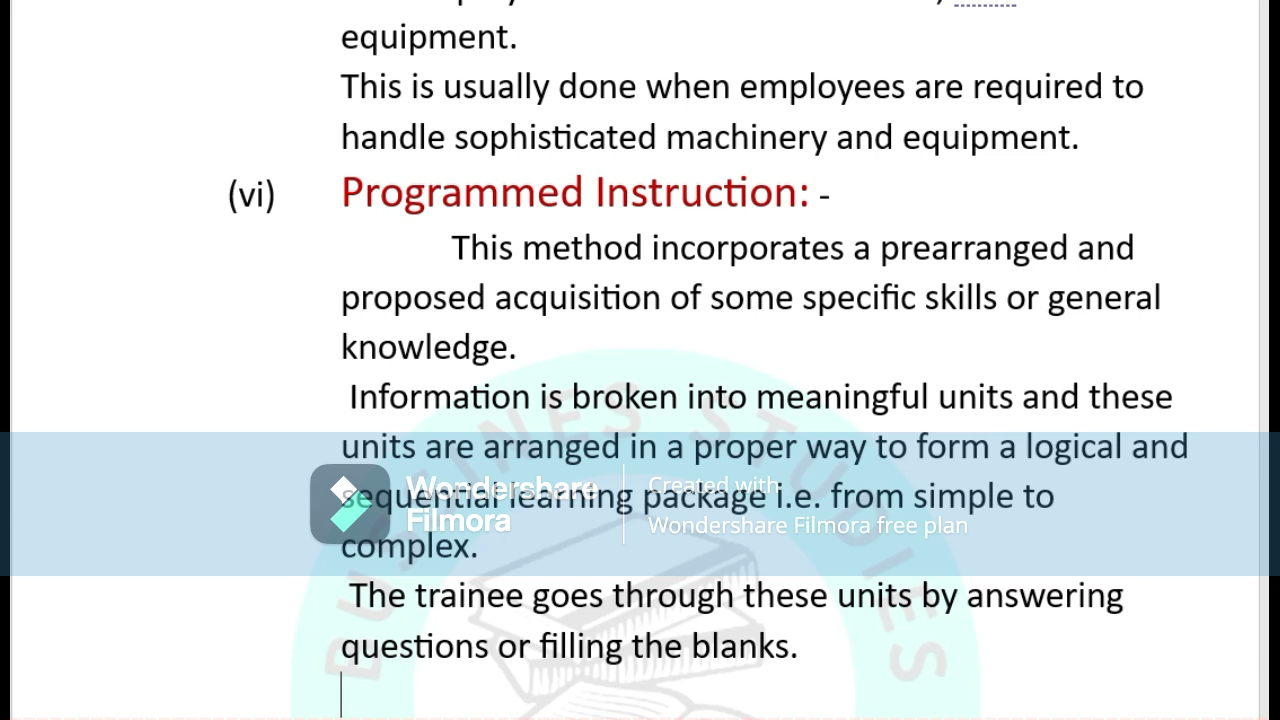 equipment.
This is usually done when employees are required to
handle sophisticated machinery and equipment.
(vi) Programmed Instruction: -
This method incorporates a prearranged and
proposed acquisition of some specific skills or general
knowledge.
Information is broken into meaningful units and these
units are arranged in a proper way to form a logical and
sequential learning package i.e. from simple to
complex.
Wondershare
Filmora
Created with
Wondershare Filmora free plan
The trainee goes through these units by answering
questions or filling the blanks.
BUSINES STUDIES